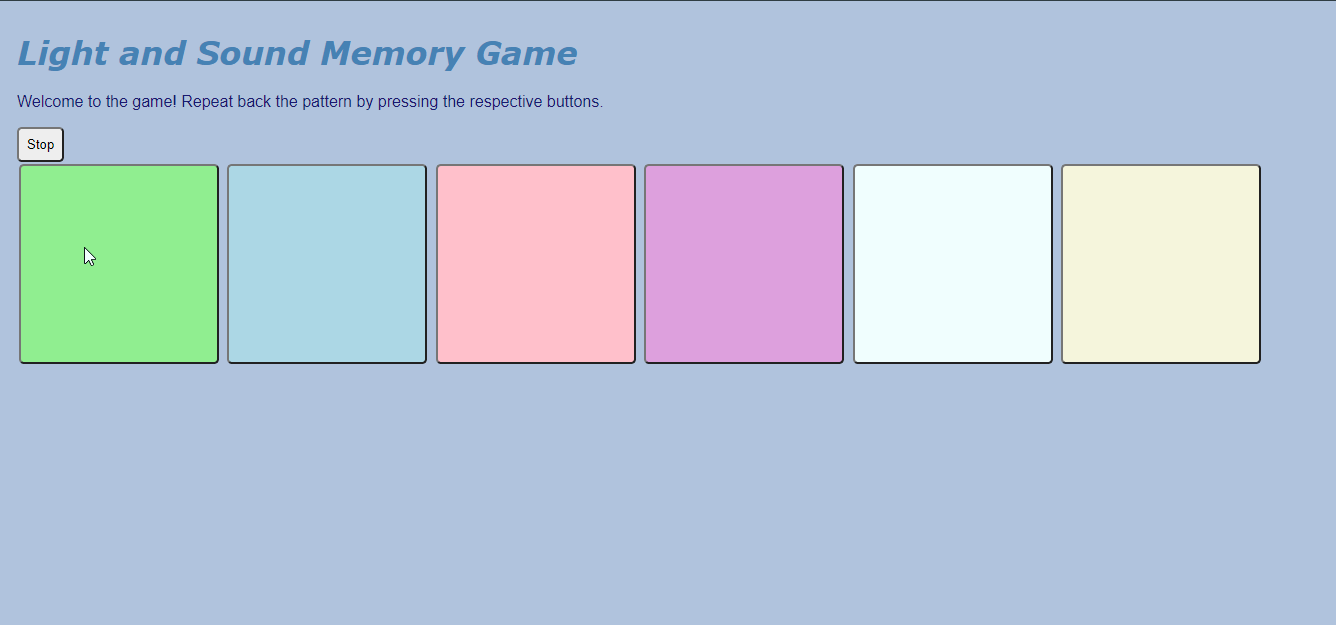 Light and Sound Memory Game
Welcome to the game! Repeat back the pattern by pressing the respective buttons.
Stop